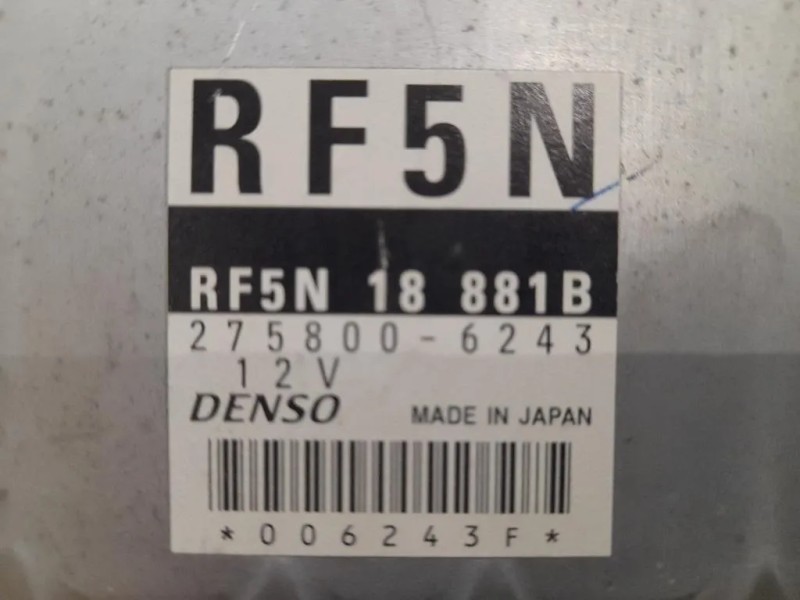 RF5N
RF5N 18 881B
275800-6243
12V
DENSO MADE IN JAPAN
*006243F*